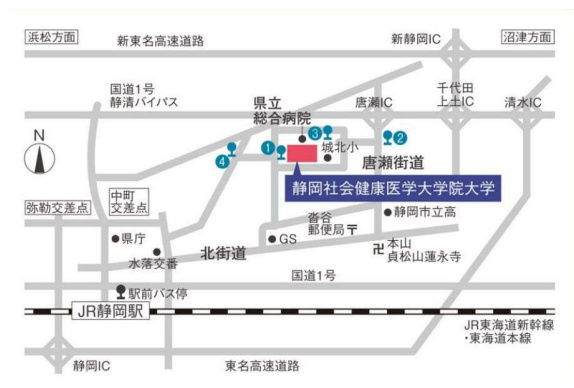 浜松方面
新東名高速道路
新静岡IC
沼津方面
国道1号
静清バイパス
県立
総合病院
唐瀬IC
千代田
上土IC
清水IC
N
1
3
2
4
城北小
唐瀬街道
静岡社会健康医学大学院大学
中町
交差点
弥勒交差点
沓谷
郵便局〒
静岡市立高
県庁
水落交番
北街道
GS
卍本山
貞松山蓮永寺
国道1号
駅前バス停
JR静岡駅
JR東海道新幹線
・東海道本線
静岡IC
東名高速道路